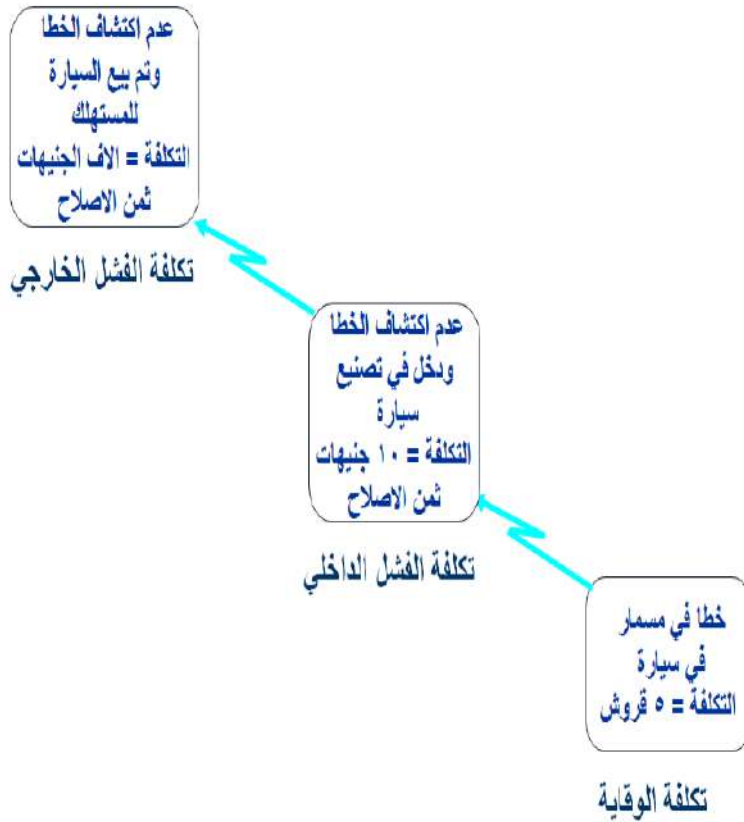 عدم اكتشاف الخطا
وتم بيع السيارة
للمستهلك
التكلفة = الاف الجنيهات
ثمن الاصلاح
تكلفة الفشل الخارجي
عدم اكتشاف الخطا
ودخل في تصنيع
سيارة
التكلفة = ١٠ جنيهات
ثمن الاصلاح
تكلفة الفشل الداخلي
خطا في مسمار
في سيارة
التكلفة = ٥ قروش
تكلفة الوقاية